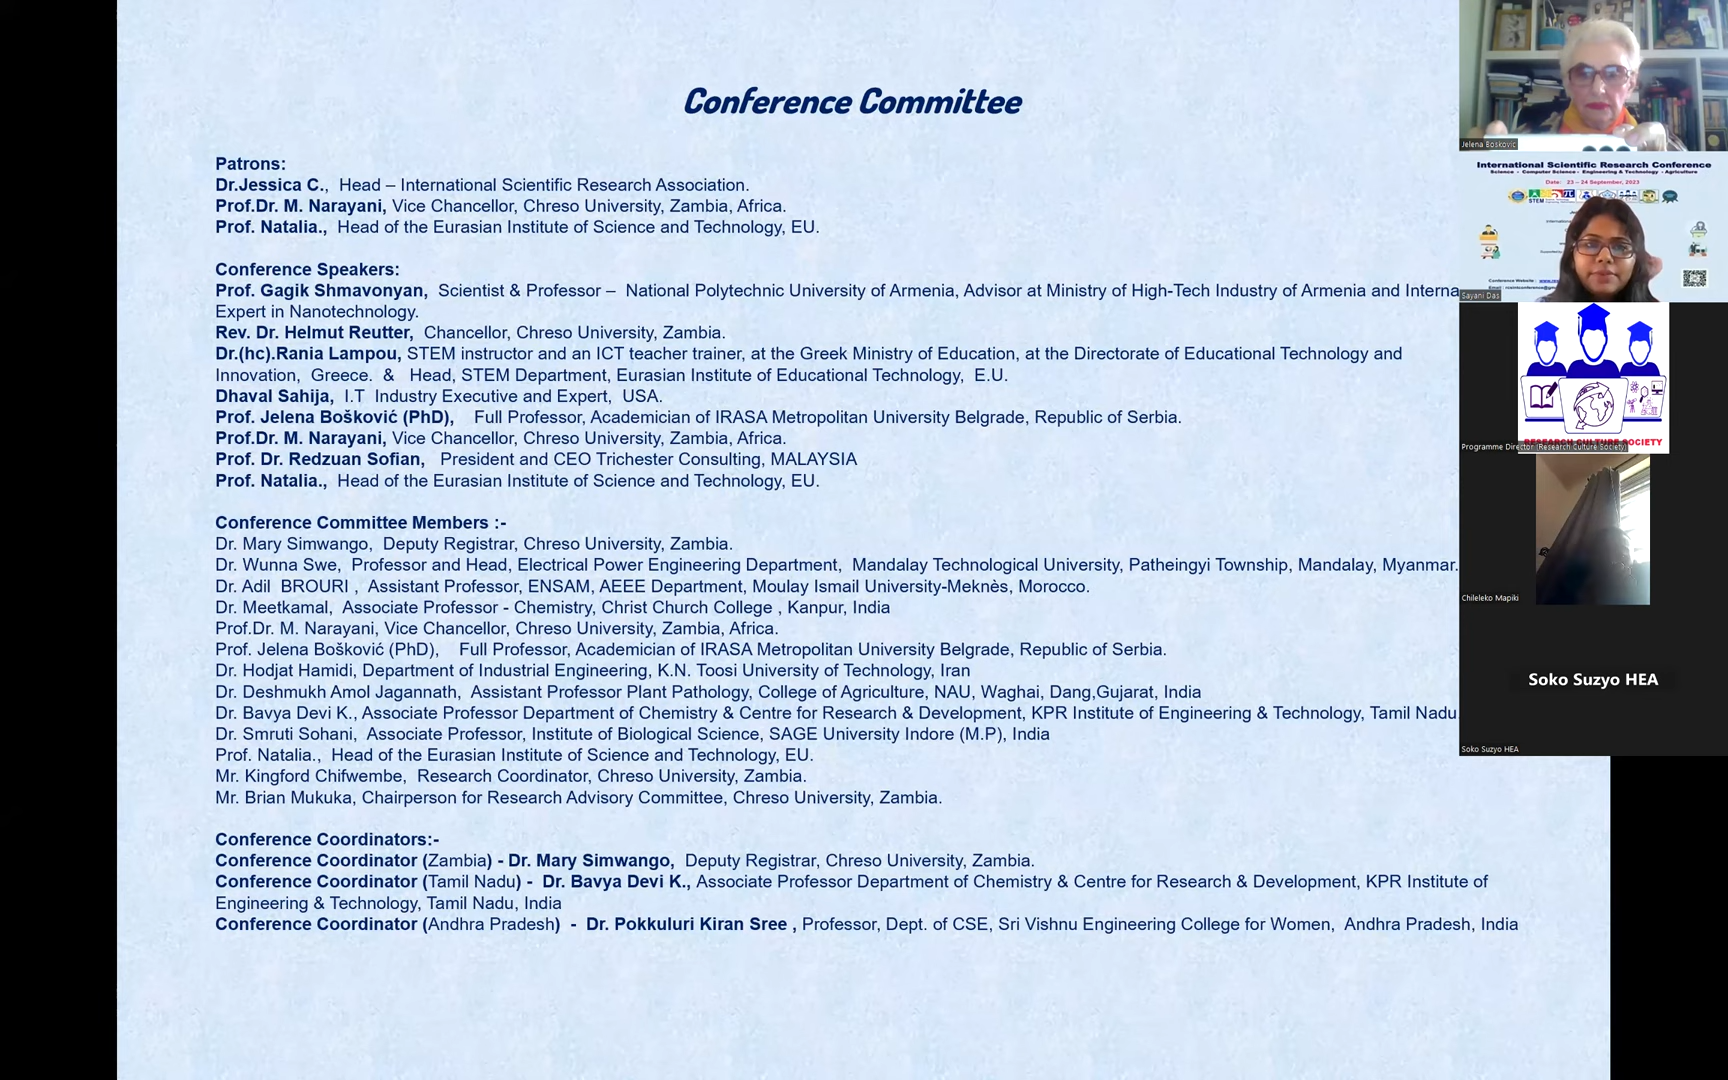 Conference Committee
Patrons:
Dr.Jessica C., Head – International Scientific Research Association.
Prof.Dr. M. Narayani, Vice Chancellor, Chreso University, Zambia, Africa.
Prof. Natalia., Head of the Eurasian Institute of Science and Technology, EU.
Conference Speakers:
Prof. Gagik Shmavonyan, Scientist & Professor – National Polytechnic University of Armenia, Advisor at Ministry of High-Tech Industry of Armenia and Interna
Expert in Nanotechnology.
Rev. Dr. Helmut Reutter, Chancellor, Chreso University, Zambia.
Dr.(hc).Rania Lampou, STEM instructor and an ICT teacher trainer, at the Greek Ministry of Education, at the Directorate of Educational Technology and
Innovation, Greece. & Head, STEM Department, Eurasian Institute of Educational Technology, E.U.
Dhaval Sahija, I.T Industry Executive and Expert, USA.
Prof. Jelena Bošković (PhD), Full Professor, Academician of IRASA Metropolitan University Belgrade, Republic of Serbia.
Prof.Dr. M. Narayani, Vice Chancellor, Chreso University, Zambia, Africa.
Prof. Dr. Redzuan Sofian, President and CEO Trichester Consulting, MALAYSIA
Prof. Natalia., Head of the Eurasian Institute of Science and Technology, EU.
Conference Committee Members :-
Dr. Mary Simwango, Deputy Registrar, Chreso University, Zambia.
Dr. Wunna Swe, Professor and Head, Electrical Power Engineering Department, Mandalay Technological University, Patheingyi Township, Mandalay, Myanmar.
Dr. Adil BROURI , Assistant Professor, ENSAM, AEEE Department, Moulay Ismail University-Meknès, Morocco.
Dr. Meetkamal, Associate Professor - Chemistry, Christ Church College , Kanpur, India
Prof.Dr. M. Narayani, Vice Chancellor, Chreso University, Zambia, Africa.
Prof. Jelena Bošković (PhD), Full Professor, Academician of IRASA Metropolitan University Belgrade, Republic of Serbia.
Dr. Hodjat Hamidi, Department of Industrial Engineering, K.N. Toosi University of Technology, Iran
Dr. Deshmukh Amol Jagannath, Assistant Professor Plant Pathology, College of Agriculture, NAU, Waghai, Dang,Gujarat, India
Dr. Bavya Devi K., Associate Professor Department of Chemistry & Centre for Research & Development, KPR Institute of Engineering & Technology, Tamil Nadu
Dr. Smruti Sohani, Associate Professor, Institute of Biological Science, SAGE University Indore (M.P), India
Prof. Natalia., Head of the Eurasian Institute of Science and Technology, EU.
Mr. Kingford Chifwembe, Research Coordinator, Chreso University, Zambia.
Mr. Brian Mukuka, Chairperson for Research Advisory Committee, Chreso University, Zambia.
Conference Coordinators:-
Conference Coordinator (Zambia) - Dr. Mary Simwango, Deputy Registrar, Chreso University, Zambia.
Conference Coordinator (Tamil Nadu) - Dr. Bavya Devi K., Associate Professor Department of Chemistry & Centre for Research & Development, KPR Institute of
Engineering & Technology, Tamil Nadu, India
Conference Coordinator (Andhra Pradesh) - Dr. Pokkuluri Kiran Sree , Professor, Dept. of CSE, Sri Vishnu Engineering College for Women, Andhra Pradesh, India
Jelena Boskovic
International Scientific Research Conference
Science - Computer Science - Engineering & Technology - Agriculture
Date: 23 – 24 September, 2023
STEM
Conference Website :
Email :
Sayani Das
RESEARCH CULTURE SOCIETY
Programme Director (Research Culture Society)
Chileleko Mapiki
Soko Suzyo HEA
Soko Suzyo HEA